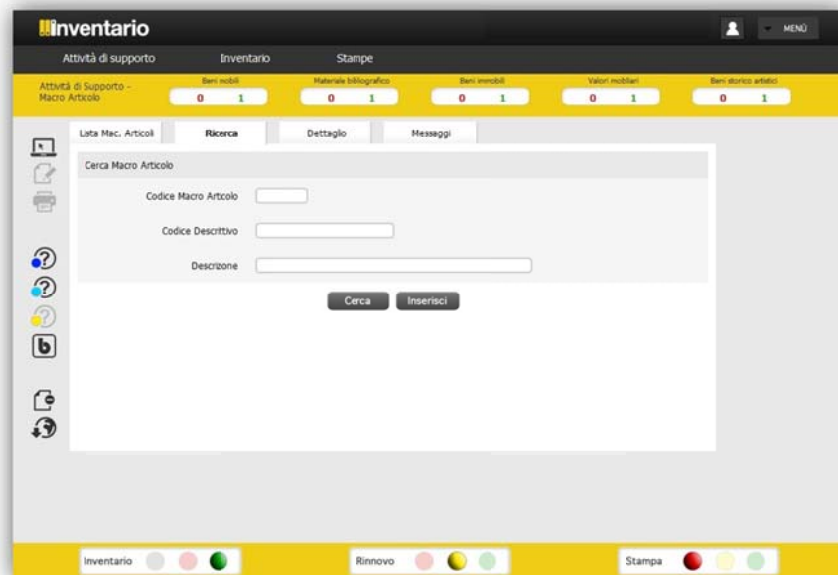 inventario
MENÙ
Attività di supporto Inventario Stampe
Attività di Supporto -
Macro Articolo
Beni mobili Materiale bibliografico Beni immobili Valori mobiliari Beni storico artistici
0 1 0 1 0 1 0 1 0 1
Lista Mac. Articoli Ricerca Dettaglio Messaggi
Cerca Macro Articolo
Codice Macro Artcolo
Codice Descrittivo
Descrizone
Cerca Inserisci
Inventario Rinnovo Stampa